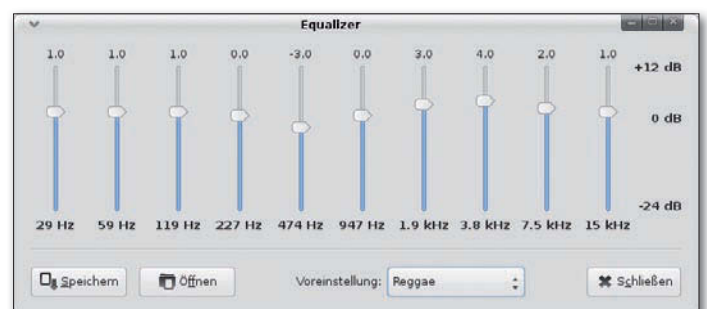 Equalizer
1.0 1.0 1.0 0.0 -3.0 0.0 3.0 4.0 2.0 1.0
+12 dB
0 dB
-24 dB
29 Hz 59 Hz 119 Hz 227 Hz 474 Hz 947 Hz 1.9 kHz 3.8 kHz 7.5 kHz 15 kHz
Speichern Öffnen Voreinstellung: Reggae Schließen